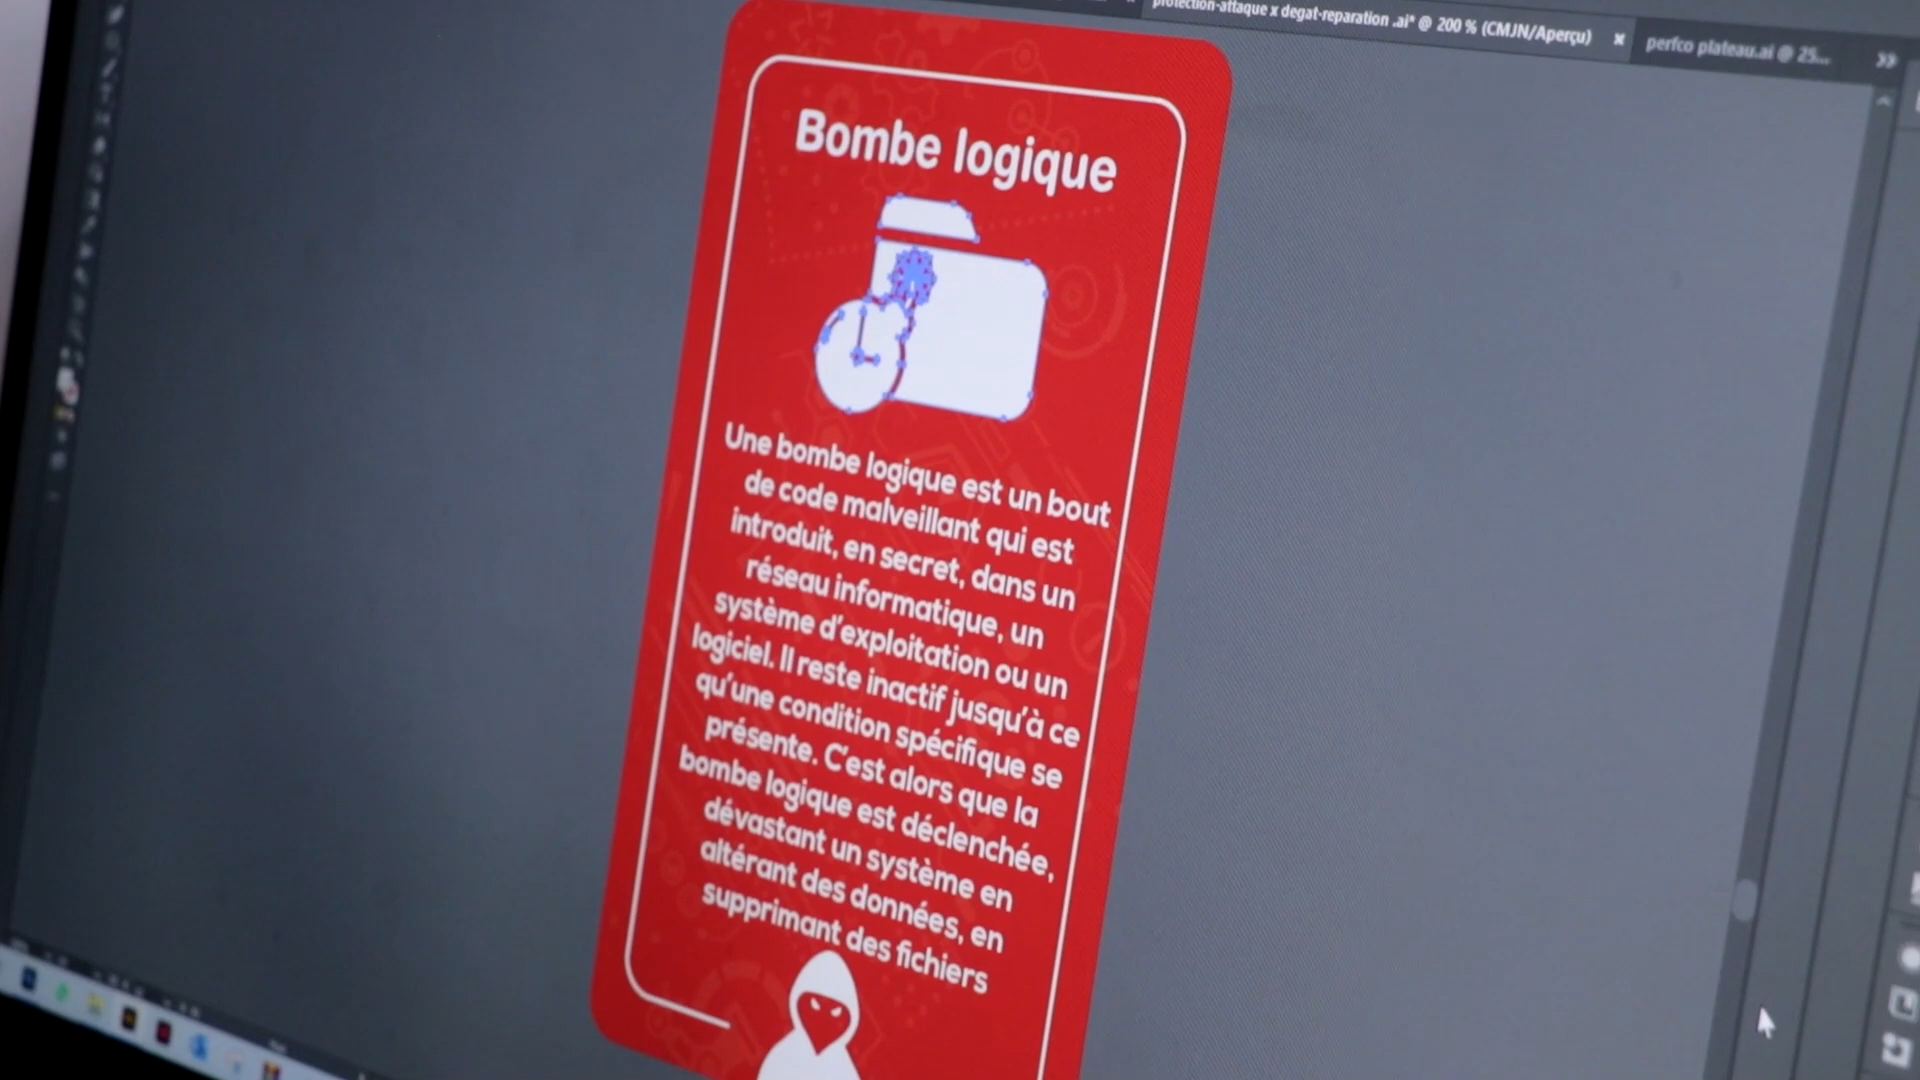 protection-attaque x degat-reparation .ai* @ 200 % (CMJN/Aperçu)
perfco plateau.ai @ 25...
Bombe logique
Une bombe logique est un bout
de code malveillant qui est
introduit, en secret, dans un
réseau informatique, un
système d'exploitation ou un
logiciel. Il reste inactif jusqu'à ce
qu'une condition spécifique se
présente. C'est alors que la
bombe logique est déclenchée,
dévastant un système en
altérant des données, en
supprimant des fichiers